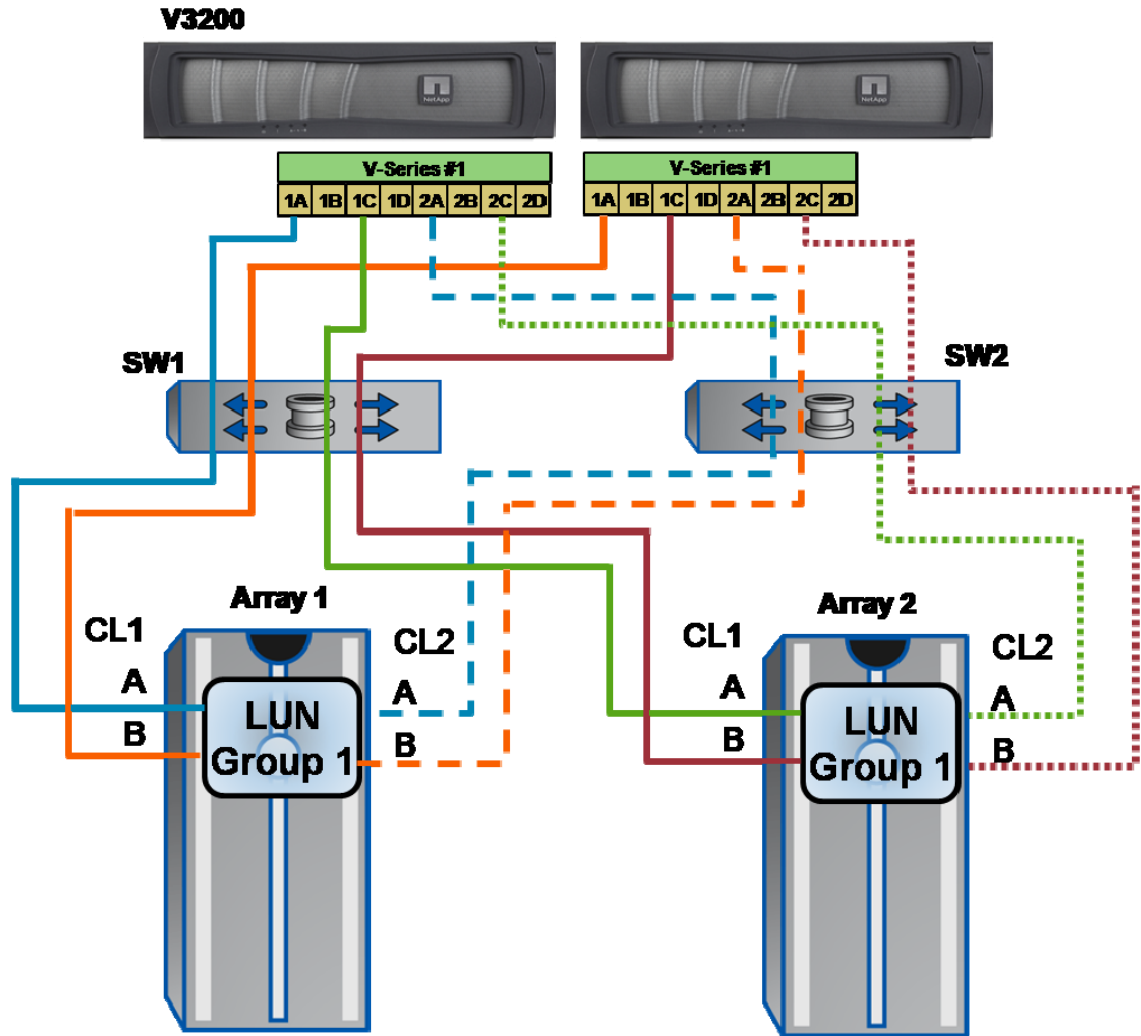 V3200
NetApp
NetApp
V-Series #1
1A 1B 1C 1D 2A 2B 2C 2D
V-Series #1
1A 1B 1C 1D 2A 2B 2C 2D
SW1
SW2
Array 1
CL1
A
B
CL2
A
B
LUN
Group 1
Array 2
CL1
A
B
CL2
A
B
LUN
Group 1